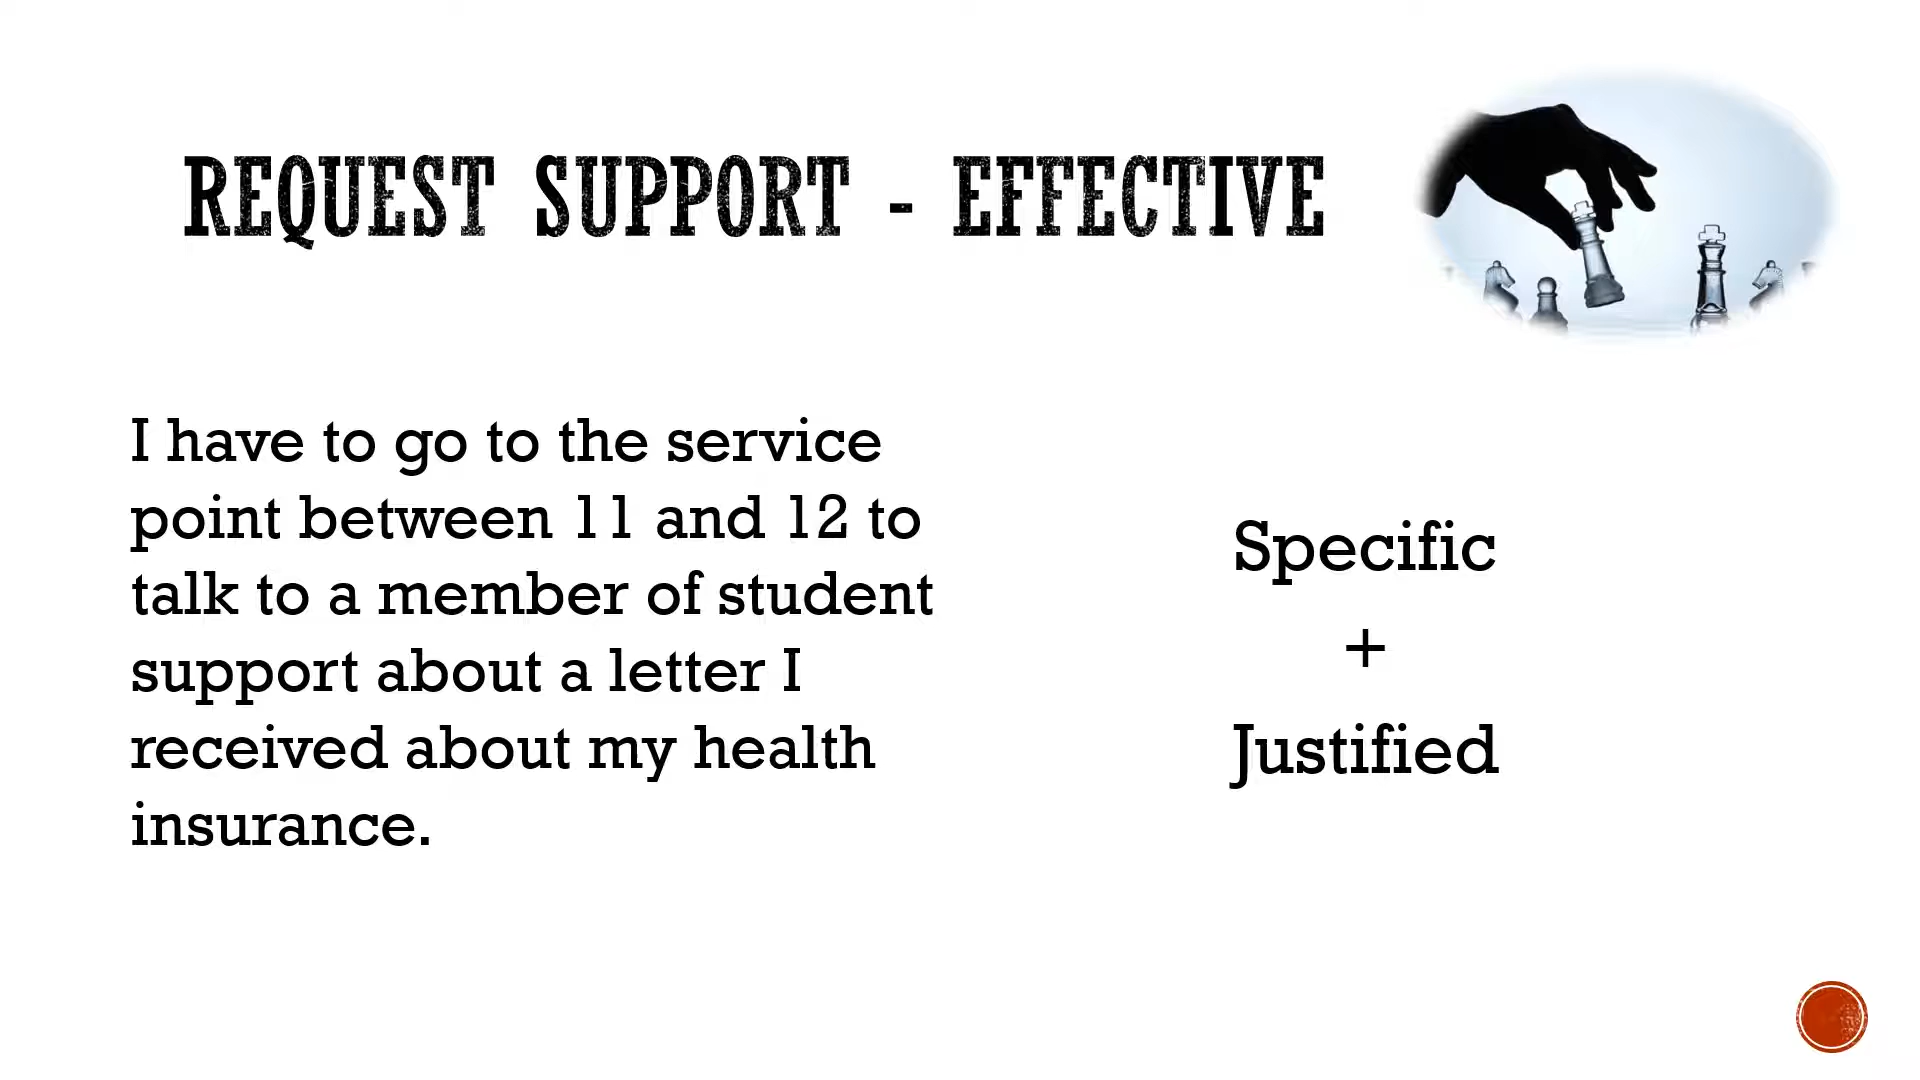 REQUEST SUPPORT - EFFECTIVE
I have to go to the service
point between 11 and 12 to
talk to a member of student
support about a letter I
received about my health
insurance.
Specific
+
Justified